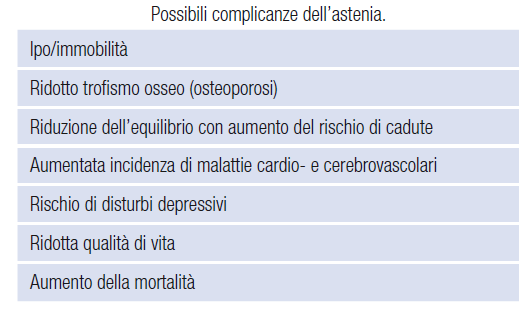 Possibili complicanze dell’astenia.
Ipo/immobilità
Ridotto trofismo osseo (osteoporosi)
Riduzione dell’equilibrio con aumento del rischio di cadute
Aumentata incidenza di malattie cardio- e cerebrovascolari
Rischio di disturbi depressivi
Ridotta qualità di vita
Aumento della mortalità